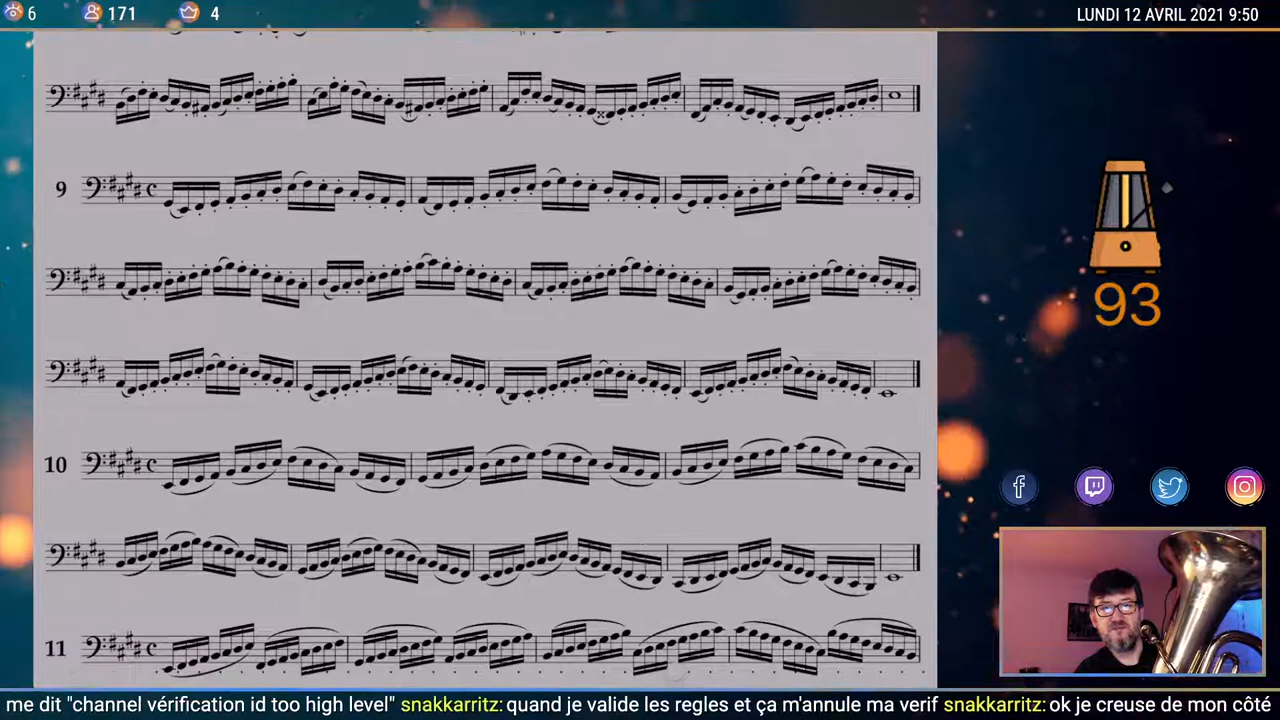 6 171 4
LUNDI 12 AVRIL 2021 9:50
9
93
10
11
me dit "channel vérification id too high level" snakkarritz: quand je valide les regles et ça m'annule ma verif snakkarritz: ok je creuse de mon côté